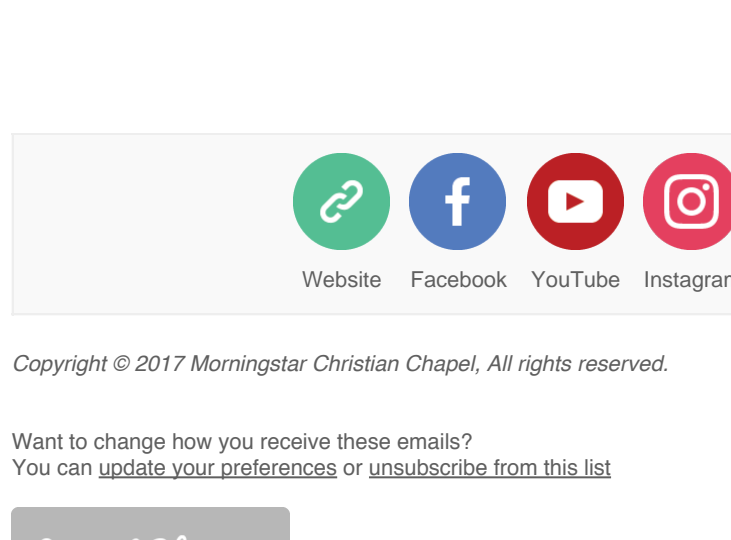 Website Facebook YouTube
Copyright © 2017 Morningstar Christian Chapel, All rights reserved.
Want to change how you receive these emails?
You can update your preferences or unsubscribe from this list